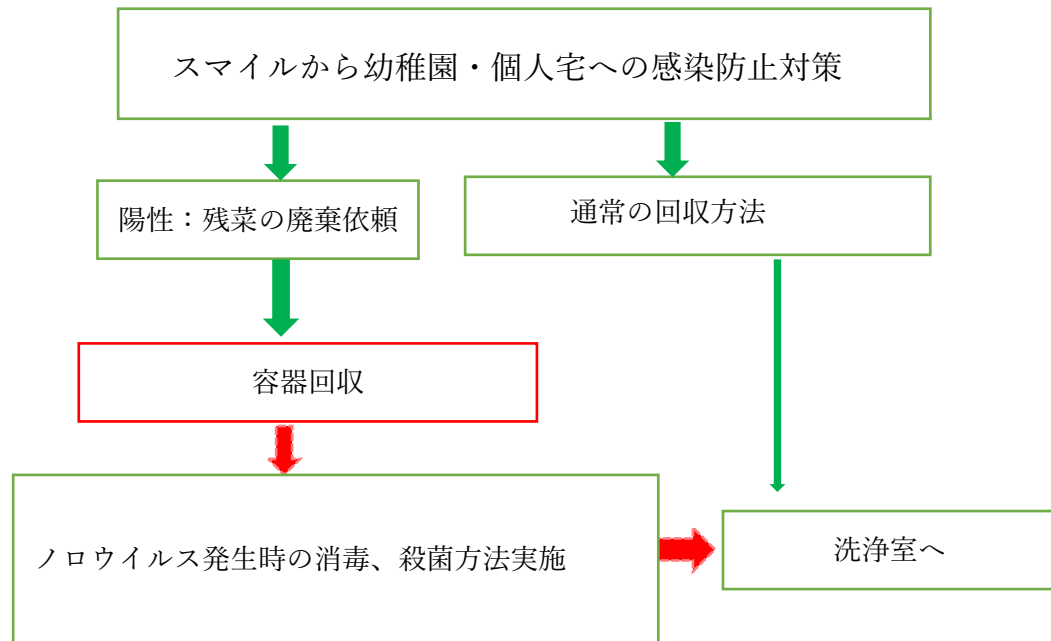 スマイルから幼稚園・個人宅への感染防止対策
陽性：残菜の廃棄依頼
通常の回収方法
容器回収
ノロウイルス発生時の消毒、殺菌方法実施
洗浄室へ